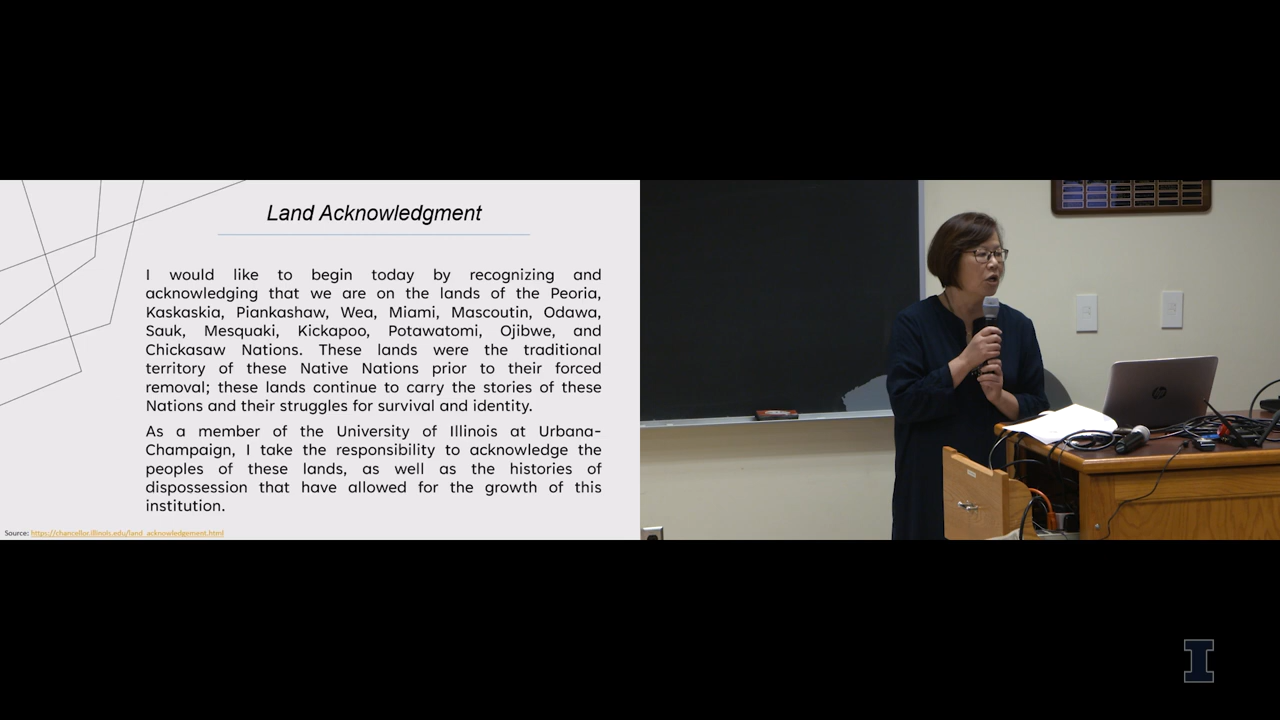 Land Acknowledgment
I would like to begin today by recognizing and
acknowledging that we are on the lands of the Peoria,
Kaskaskia, Piankashaw, Wea, Miami, Mascoutin, Odawa,
Sauk, Mesquaki, Kickapoo, Potawatomi, Ojibwe, and
Chickasaw Nations. These lands were the traditional
territory of these Native Nations prior to their forced
removal; these lands continue to carry the stories of these
Nations and their struggles for survival and identity.
As a member of the University of Illinois at Urbana-
Champaign, I take the responsibility to acknowledge the
peoples of these lands, as well as the histories of
dispossession that have allowed for the growth of this
institution.
Source: https://chancellor.illinois.edu/land_acknowledgement.html
hp
I